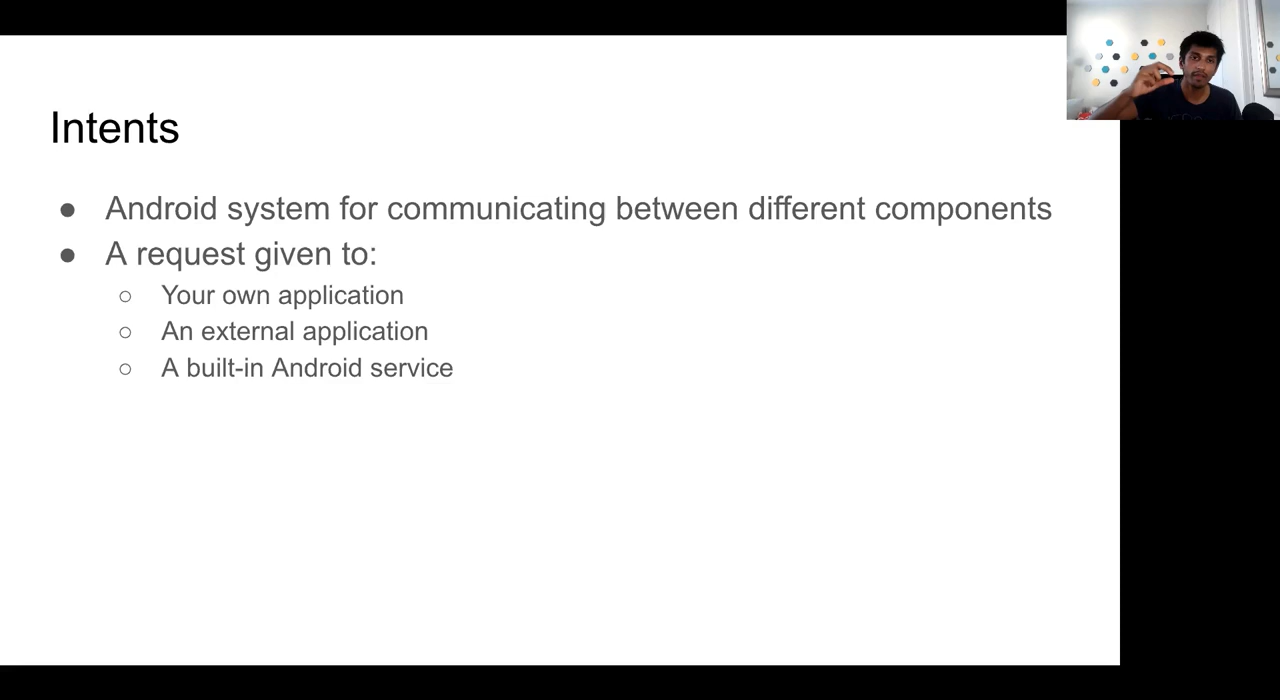 Intents
● Android system for communicating between different components
● A request given to:
○ Your own application
○ An external application
○ A built-in Android service